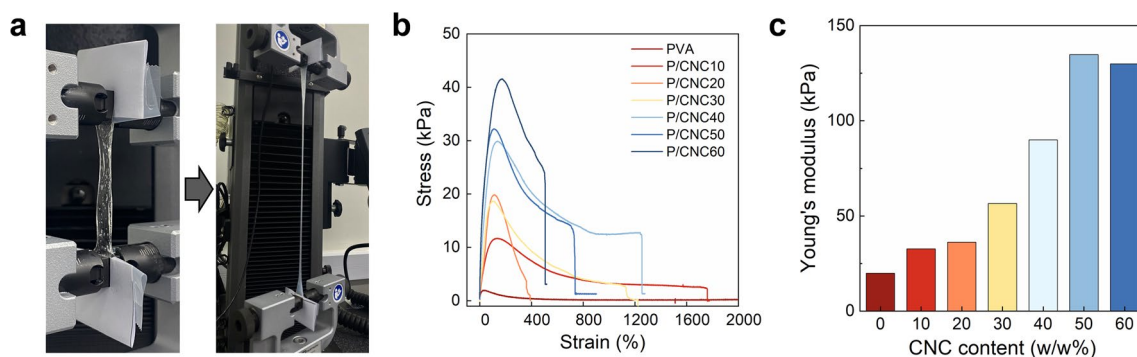 a
b
50
40
30
20
10
0
Stress (kPa)
0 400 800 1200 1600 2000
Strain (%)
PVA
P/CNC10
P/CNC20
P/CNC30
P/CNC40
P/CNC50
P/CNC60
c
150
100
50
0
Young's modulus (kPa)
0 10 20 30 40 50 60
CNC content (w/w%)